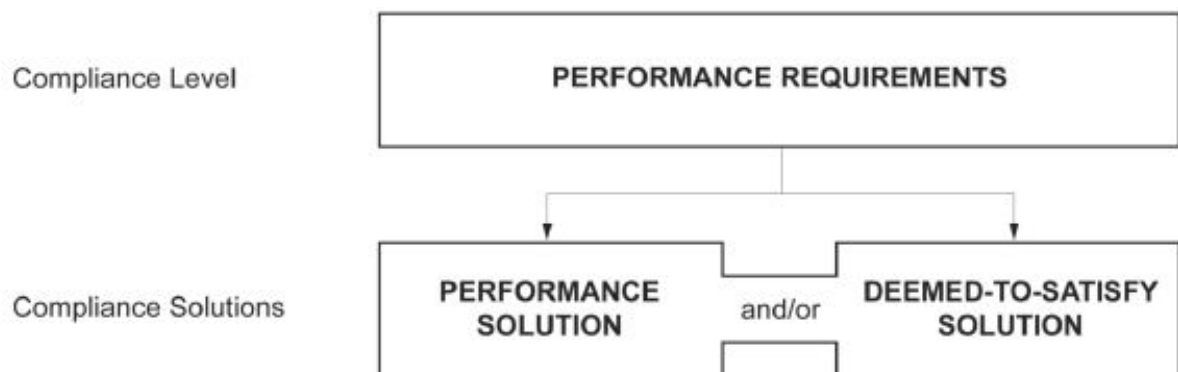 Compliance Level
PERFORMANCE REQUIREMENTS
Compliance Solutions
PERFORMANCE
SOLUTION
and/or
DEEMED-TO-SATISFY
SOLUTION